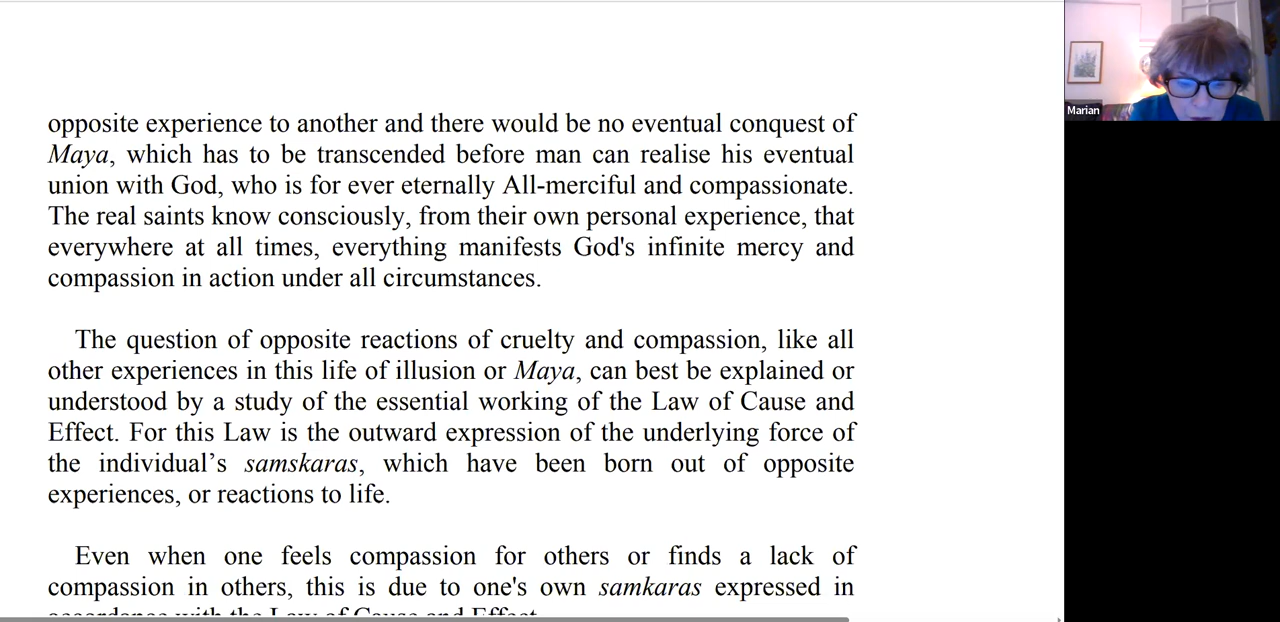 opposite experience to another and there would be no eventual conquest of
Maya, which has to be transcended before man can realise his eventual
union with God, who is for ever eternally All-merciful and compassionate.
The real saints know consciously, from their own personal experience, that
everywhere at all times, everything manifests God's infinite mercy and
compassion in action under all circumstances.
The question of opposite reactions of cruelty and compassion, like all
other experiences in this life of illusion or Maya, can best be explained or
understood by a study of the essential working of the Law of Cause and
Effect. For this Law is the outward expression of the underlying force of
the individual’s samskaras, which have been born out of opposite
experiences, or reactions to life.
Even when one feels compassion for others or finds a lack of
compassion in others, this is due to one's own samkaras expressed in
accordance with the Law of Cause and Effect.
Marian